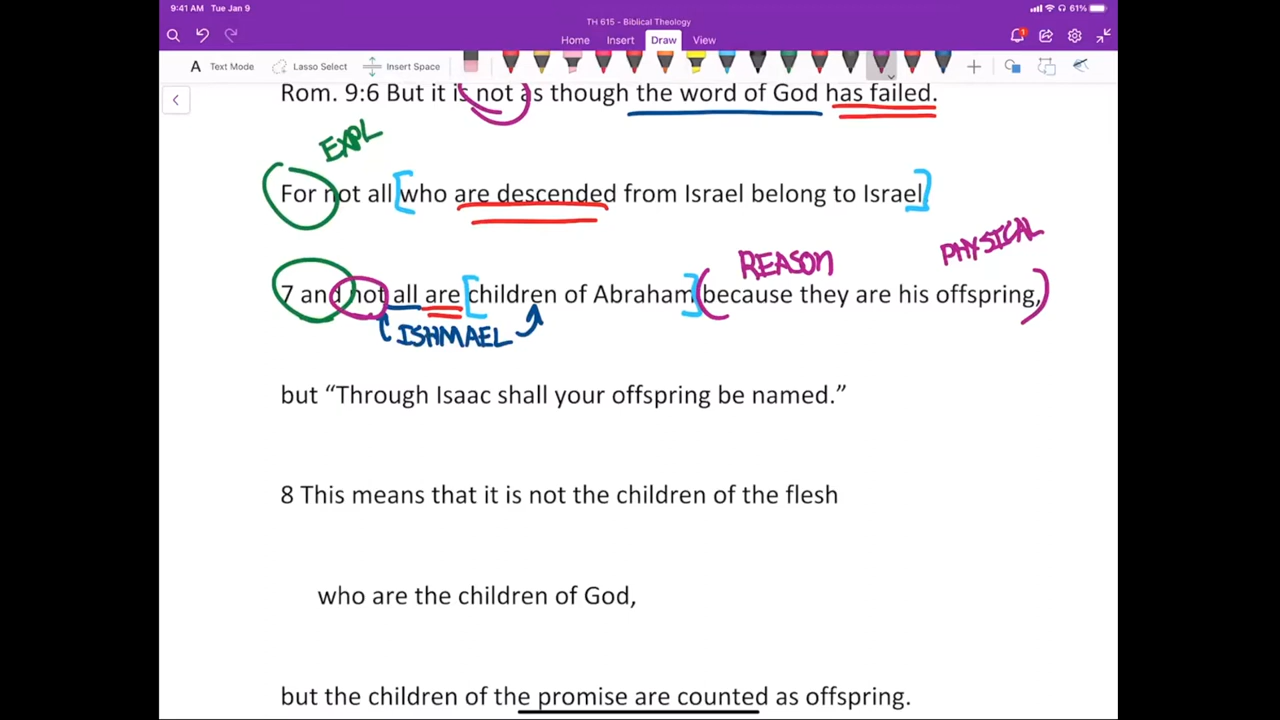 9:41 AM Tue Jan 9
61%
TH 615 - Biblical Theology
Home Insert Draw View
A Text Mode Lasso Select Insert Space
Rom. 9:6 But it is not as though the word of God has failed.
EXPL
For not all [who are descended from Israel belong to Israel]
REASON PHYSICAL
7 and not all are [children of Abraham] (because they are his offspring,)
ISHMAEL
but “Through Isaac shall your offspring be named.”
8 This means that it is not the children of the flesh
who are the children of God,
but the children of the promise are counted as offspring.